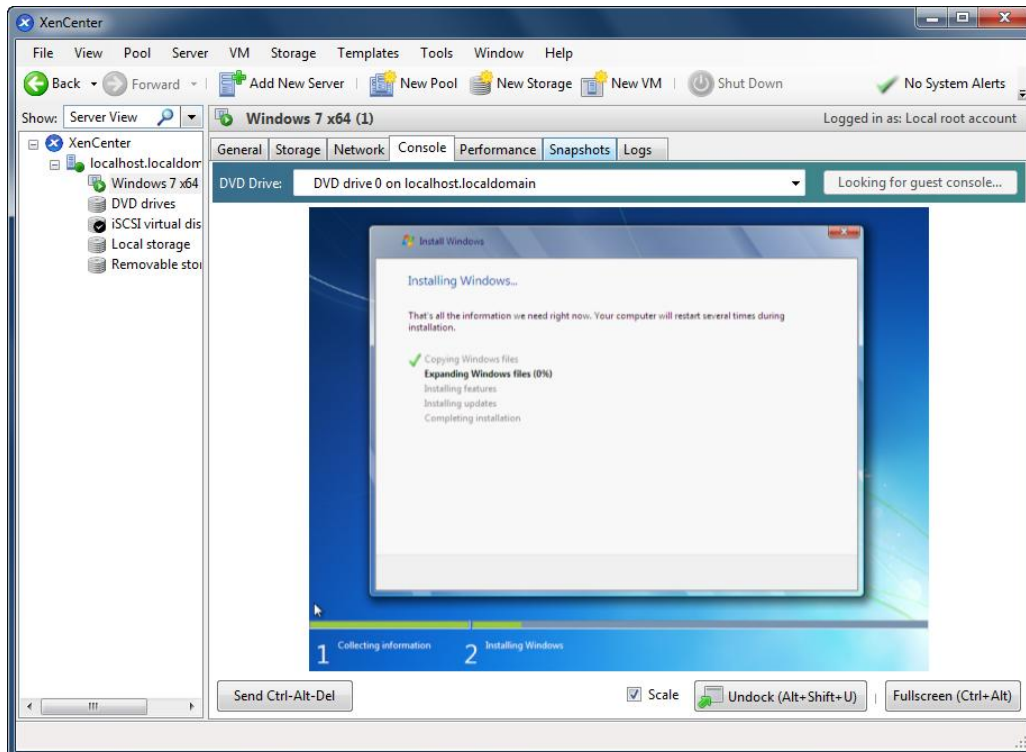 XenCenter
File View Pool Server VM Storage Templates Tools Window Help
Back Forward Add New Server New Pool New Storage New VM Shut Down No System Alerts
Show: Server View Windows 7 x64 (1) Logged in as: Local root account
XenCenter
localhost.localdom
Windows 7 x64
DVD drives
iSCSI virtual dis
Local storage
Removable sto
General Storage Network Console Performance Snapshots Logs
DVD Drive: DVD drive 0 on localhost.localdomain Looking for guest console...
Install Windows
Installing Windows...
That's all the information we need right now. Your computer will restart several times during
installation.
Copying Windows files
Expanding Windows files (0%)
Installing features
Installing updates
Completing installation
1 Collecting information 2 Installing Windows
Send Ctrl-Alt-Del Scale Undock (Alt+Shift+U) Fullscreen (Ctrl+Alt)